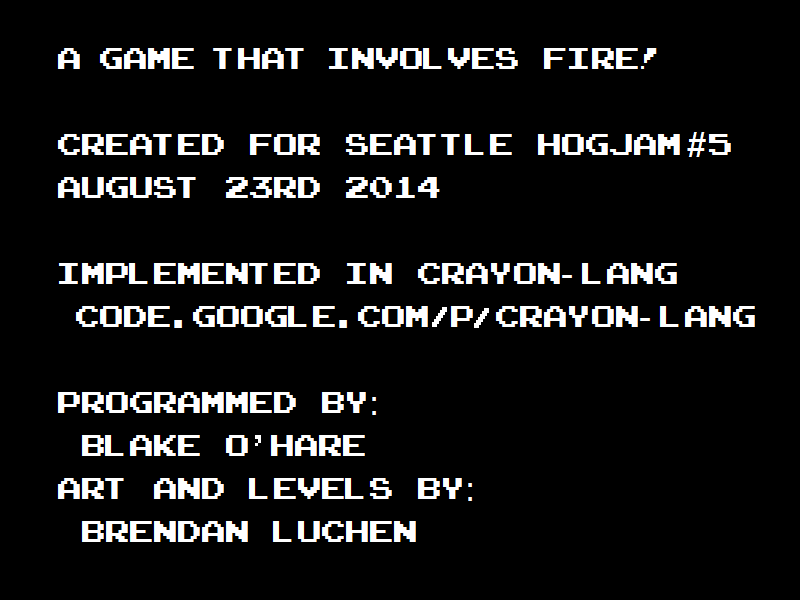 A GAME THAT INVOLVES FIRE!
CREATED FOR SEATTLE HOGJAM#5
AUGUST 23RD 2014
IMPLEMENTED IN CRAYON-LANG
CODE.GOOGLE.COM/P/CRAYON-LANG
PROGRAMMED BY:
BLAKE O'HARE
ART AND LEVELS BY:
BRENDAN LUCHEN